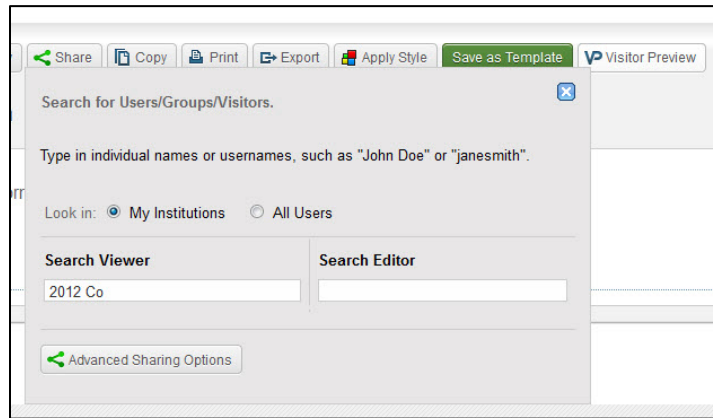 Share Copy Print Export Apply Style Save as Template VP Visitor Preview
Search for Users/Groups/Visitors.
Type in individual names or usernames, such as "John Doe" or "janesmith".
Look in: My Institutions All Users
Search Viewer Search Editor
2012 Co
Advanced Sharing Options